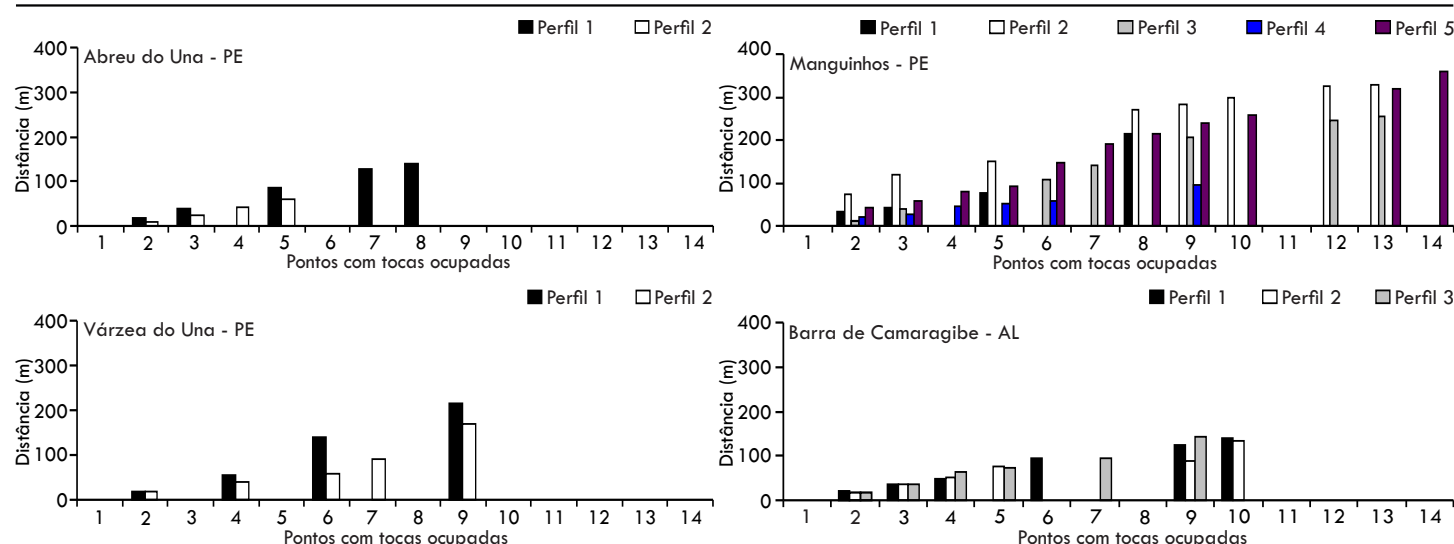 Perfil 1 Perfil 2
Abreu do Una - PE
Distância (m)
400
300
200
100
0
1 2 3 4 5 6 7 8 9 10 11 12 13 14
Pontos com tocas ocupadas
Perfil 1 Perfil 2 Perfil 3 Perfil 4 Perfil 5
Manguinhos - PE
Distância (m)
400
300
200
100
0
1 2 3 4 5 6 7 8 9 10 11 12 13 14
Pontos com tocas ocupadas
Perfil 1 Perfil 2
Várzea do Una - PE
Distância (m)
400
300
200
100
0
1 2 3 4 5 6 7 8 9 10 11 12 13 14
Pontos com tocas ocupadas
Perfil 1 Perfil 2 Perfil 3
Barra de Camaragibe - AL
Distância (m)
400
300
200
100
0
1 2 3 4 5 6 7 8 9 10 11 12 13 14
Pontos com tocas ocupadas